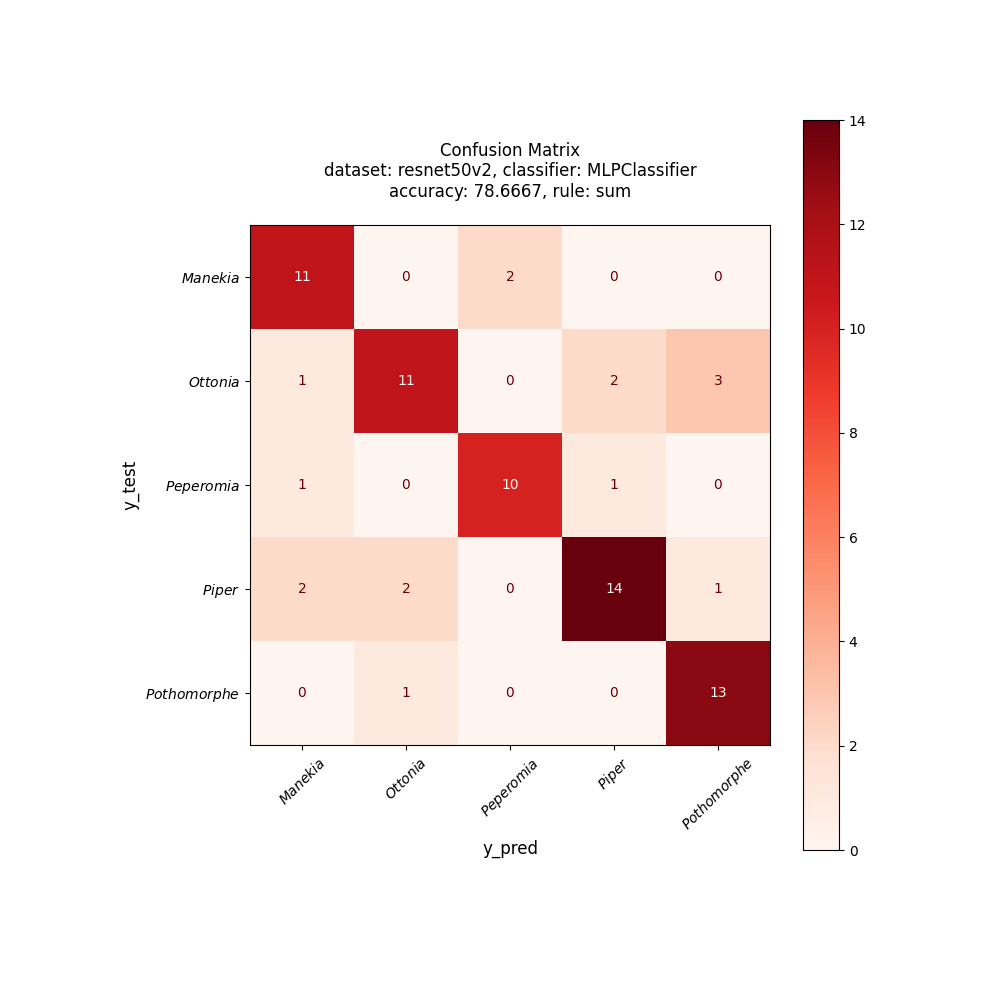 Confusion Matrix
dataset: resnet50v2, classifier: MLPClassifier
accuracy: 78.6667, rule: sum
14
12
10
8
6
4
2
0
y_test
Manekia 11 0 2 0 0
Ottonia 1 11 0 2 3
Peperomia 1 0 10 1 0
Piper 2 2 0 14 1
Pothomorphe 0 1 0 0 13
Manekia Ottonia Peperomia Piper Pothomorphe
y_pred